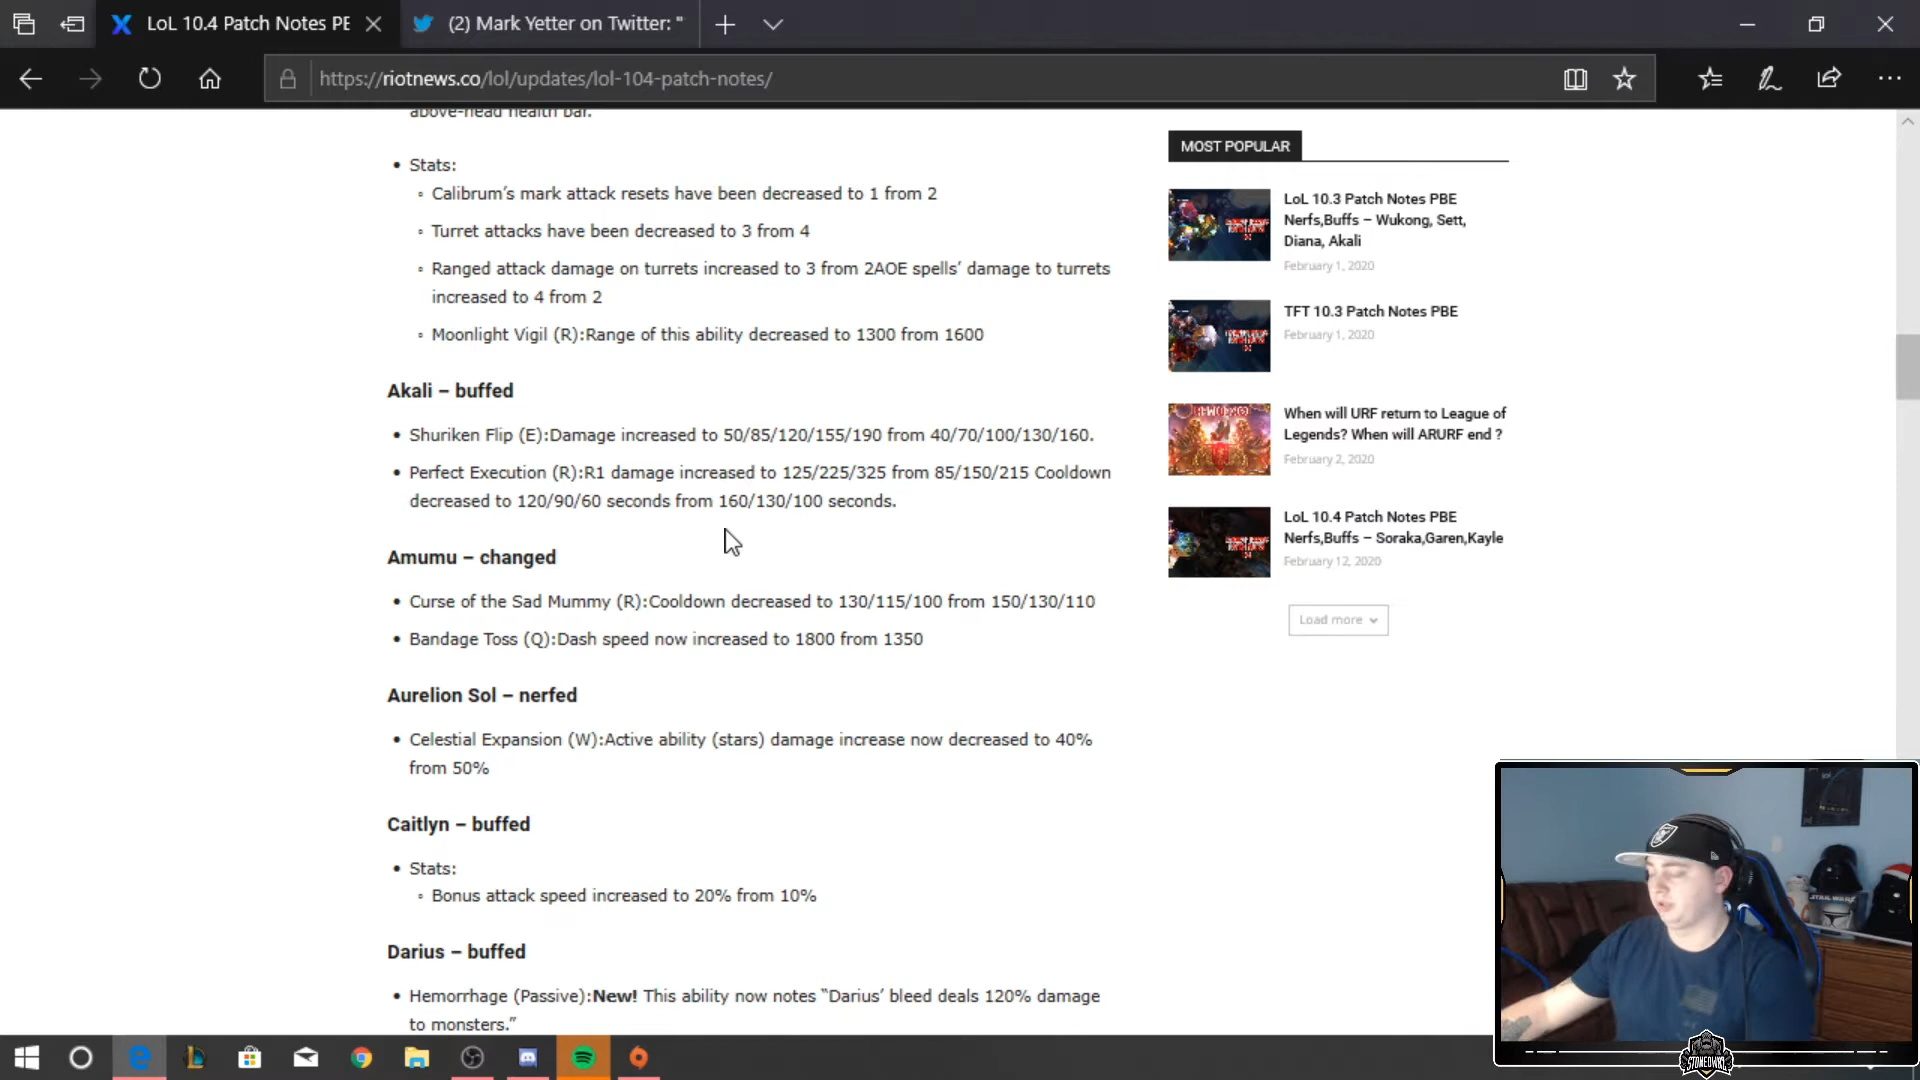 LoL 10.4 Patch Notes PE
(2) Mark Yetter on Twitter: "
https://riotnews.co/lol/updates/lol-104-patch-notes/
above-head health bar.
• Stats:
◦ Calibrum's mark attack resets have been decreased to 1 from 2
◦ Turret attacks have been decreased to 3 from 4
◦ Ranged attack damage on turrets increased to 3 from 2AOE spells' damage to turrets
increased to 4 from 2
◦ Moonlight Vigil (R):Range of this ability decreased to 1300 from 1600
Akali – buffed
• Shuriken Flip (E):Damage increased to 50/85/120/155/190 from 40/70/100/130/160.
• Perfect Execution (R):R1 damage increased to 125/225/325 from 85/150/215 Cooldown
decreased to 120/90/60 seconds from 160/130/100 seconds.
Amumu – changed
• Curse of the Sad Mummy (R):Cooldown decreased to 130/115/100 from 150/130/110
• Bandage Toss (Q):Dash speed now increased to 1800 from 1350
Aurelion Sol – nerfed
• Celestial Expansion (W):Active ability (stars) damage increase now decreased to 40%
from 50%
Caitlyn – buffed
• Stats:
◦ Bonus attack speed increased to 20% from 10%
Darius – buffed
• Hemorrhage (Passive):New! This ability now notes "Darius' bleed deals 120% damage
to monsters."
MOST POPULAR
LoL 10.3 Patch Notes PBE
Nerfs,Buffs – Wukong, Sett,
Diana, Akali
February 1, 2020
TFT 10.3 Patch Notes PBE
February 1, 2020
When will URF return to League of
Legends? When will ARURF end ?
February 2, 2020
LoL 10.4 Patch Notes PBE
Nerfs,Buffs – Soraka,Garen,Kayle
February 12, 2020
Load more
STAR WARS